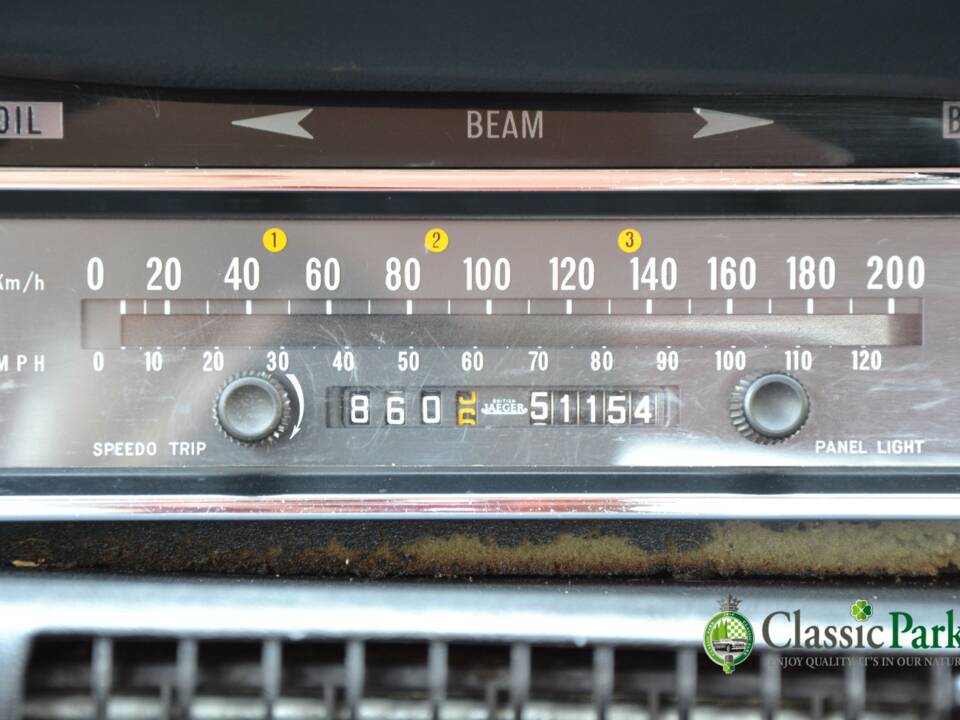 OIL BEAM B
1 2 3
Km/h 0 20 40 60 80 100 120 140 160 180 200
MPH 0 10 20 30 40 50 60 70 80 90 100 110 120
860 BRITISH JAEGER 51154
SPEEDO TRIP PANEL LIGHT
ClassicPark
ENJOY QUALITY, IT'S IN OUR NATUR